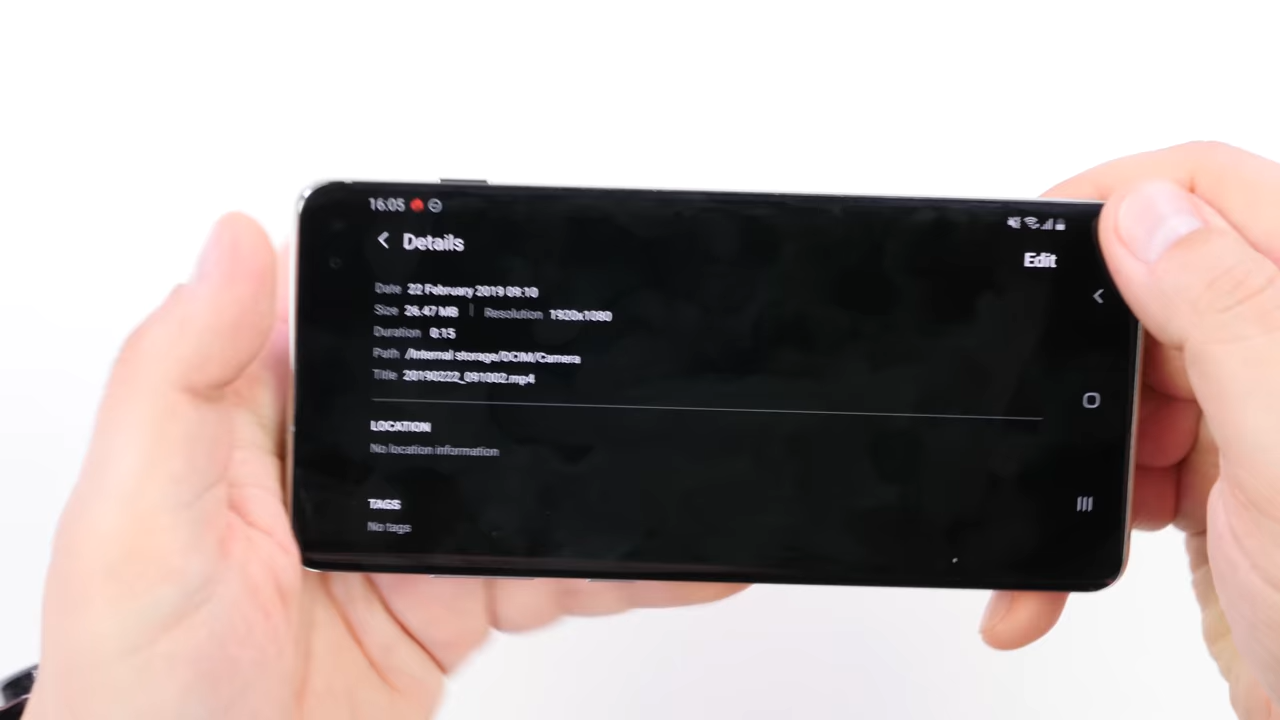 16:05
Details
Edit
Date 22 February 2019 09:10
Size 26.47 MB | Resolution 1920x1080
Duration 0:15
Path /Internal storage/DCIM/Camera
Title 20190222_091002.mp4
LOCATION
No location information
TAGS
No tags